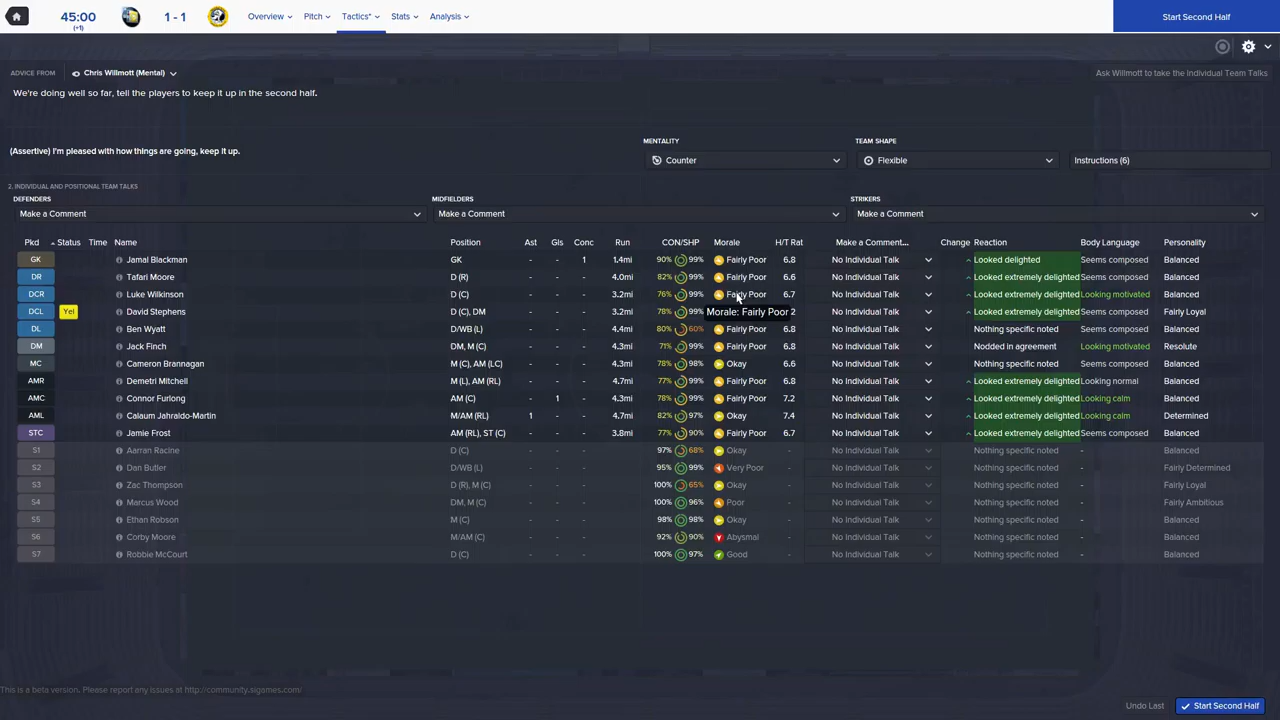 45:00
(+1)
1 - 1
Overview
Pitch
Tactics*
Stats
Analysis
Start Second Half
ADVICE FROM
Chris Willmott (Mental)
Ask Willmott to take the Individual Team Talks
We're doing well so far, tell the players to keep it up in the second half.
(Assertive) I'm pleased with how things are going, keep it up.
MENTALITY
TEAM SHAPE
Counter
Flexible
Instructions (6)
2. INDIVIDUAL AND POSITIONAL TEAM TALKS
DEFENDERS
MIDFIELDERS
STRIKERS
Make a Comment
Make a Comment
Make a Comment
Pkd Status Time Name Position Ast Gls Conc Run CON/SHP Morale H/T Rat Make a Comment... Change Reaction Body Language Personality
GK Jamal Blackman GK - - 1 1.4mi 90% 99% Fairly Poor 6.8 No Individual Talk Looked delighted Seems composed Balanced
DR Tafari Moore D (R) - - - 4.0mi 82% 99% Fairly Poor 6.6 No Individual Talk Looked extremely delighted Seems composed Balanced
DCR Luke Wilkinson D (C) - - - 3.2mi 76% 99% Fairly Poor 6.7 No Individual Talk Looked extremely delighted Looking motivated Balanced
DCL Yel David Stephens D (C), DM - - - 3.2mi 78% 99% Morale: Fairly Poor 2 No Individual Talk Looked extremely delighted Seems composed Fairly Loyal
DL Ben Wyatt D/WB (L) - - - 4.4mi 80% 60% Fairly Poor 6.8 No Individual Talk Nothing specific noted Seems composed Balanced
DM Jack Finch DM, M (C) - - - 4.3mi 71% 99% Fairly Poor 6.8 No Individual Talk Nodded in agreement Looking motivated Resolute
MC Cameron Brannagan M (C), AM (LC) - - - 4.3mi 78% 98% Okay 6.6 No Individual Talk Nothing specific noted Seems composed Balanced
AMR Demetri Mitchell M (L), AM (RL) - - - 4.7mi 77% 99% Fairly Poor 6.8 No Individual Talk Looked extremely delighted Looking normal Balanced
AMC Connor Furlong AM (C) - 1 - 4.3mi 78% 99% Fairly Poor 7.2 No Individual Talk Looked extremely delighted Looking calm Balanced
AML Calaum Jahraldo-Martin M/AM (RL) 1 - - 4.7mi 82% 97% Okay 7.4 No Individual Talk Looked extremely delighted Looking calm Determined
STC Jamie Frost AM (RL), ST (C) - - - 3.8mi 77% 90% Fairly Poor 6.7 No Individual Talk Looked extremely delighted Seems composed Balanced
S1 Aarran Racine D (C) - - - 97% 68% Okay - No Individual Talk Nothing specific noted - Balanced
S2 Dan Butler D/WB (L) - - - 95% 99% Very Poor - No Individual Talk Nothing specific noted - Fairly Determined
S3 Zac Thompson D (R), M (C) - - - 100% 65% Okay - No Individual Talk Nothing specific noted - Fairly Loyal
S4 Marcus Wood DM, M (C) - - - 100% 96% Poor - No Individual Talk Nothing specific noted - Fairly Ambitious
S5 Ethan Robson M (C) - - - 98% 98% Okay - No Individual Talk Nothing specific noted - Balanced
S6 Corby Moore M/AM (C) - - - 92% 90% Abysmal - No Individual Talk Nothing specific noted - Balanced
S7 Robbie McCourt D (C) - - - 100% 97% Good - No Individual Talk Nothing specific noted - Balanced
This is a beta version. Please report any issues at http://community.sigames.com/
Undo Last
Start Second Half